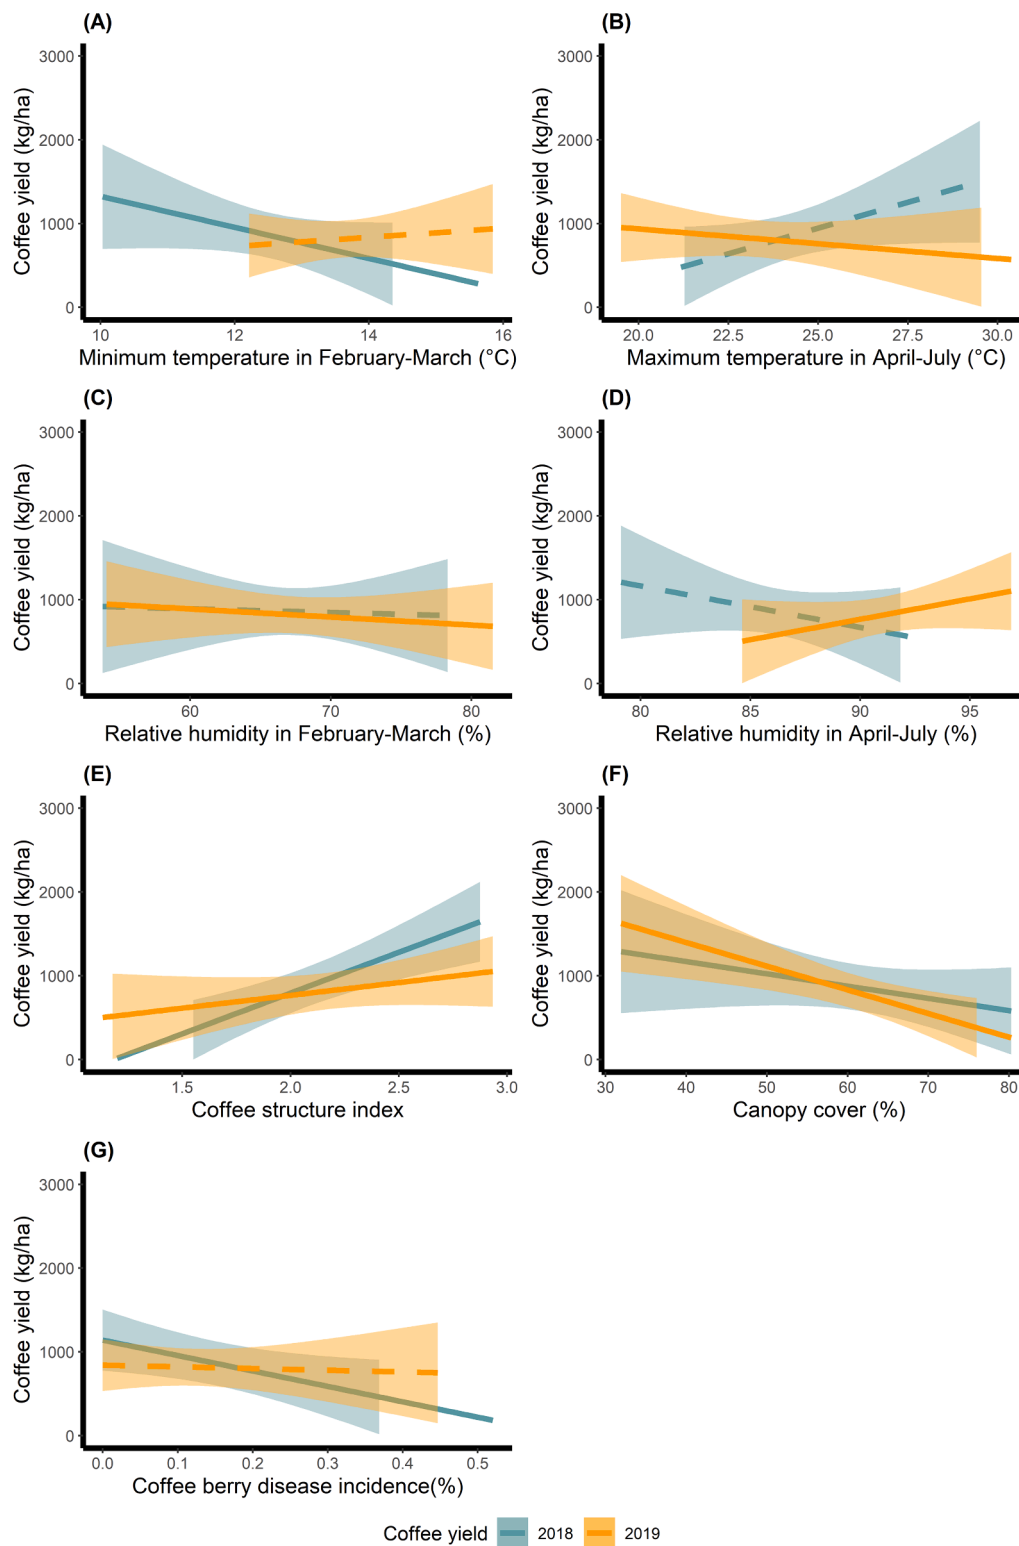 (A)
Coffee yield (kg/ha)
3000
2000
1000
0
10 12 14 16
Minimum temperature in February-March (°C)
(B)
Coffee yield (kg/ha)
3000
2000
1000
0
20.0 22.5 25.0 27.5 30.0
Maximum temperature in April-July (°C)
(C)
Coffee yield (kg/ha)
3000
2000
1000
0
60 70 80
Relative humidity in February-March (%)
(D)
Coffee yield (kg/ha)
3000
2000
1000
0
80 85 90 95
Relative humidity in April-July (%)
(E)
Coffee yield (kg/ha)
3000
2000
1000
0
1.5 2.0 2.5 3.0
Coffee structure index
(F)
Coffee yield (kg/ha)
3000
2000
1000
0
30 40 50 60 70 80
Canopy cover (%)
(G)
Coffee yield (kg/ha)
3000
2000
1000
0
0.0 0.1 0.2 0.3 0.4 0.5
Coffee berry disease incidence(%)
Coffee yield 2018 2019